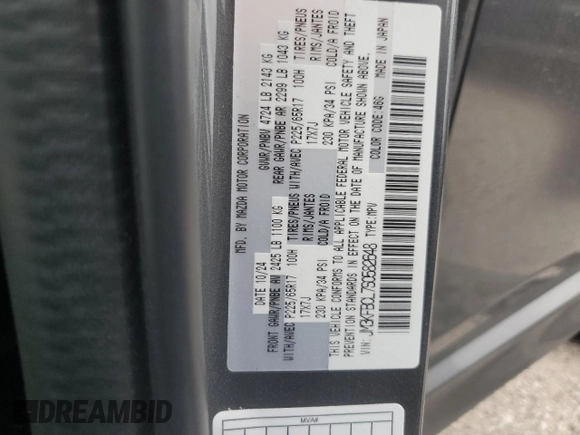 MFD. BY MAZDA MOTOR CORPORATION
DATE 10/24 GVWR/PNBV 4724 LB 2143 KG
FRONT GAWR/PNBE AV 2425 LB 1100 KG REAR GAWR/PNBE AR 2299 LB 1043 KG
WITH/AVEC P225/65R17 100H TIRES/PNEUS WITH/AVEC P225/65R17 100H TIRES/PNEUS
17X7J RIMS/JANTES 17X7J RIMS/JANTES
230 KPA/34 PSI COLD/A FROID 230 KPA/34 PSI COLD/A FROID
THIS VEHICLE CONFORMS TO ALL APPLICABLE FEDERAL MOTOR VEHICLE SAFETY AND THEFT
PREVENTION STANDARDS IN EFFECT ON THE DATE OF MANUFACTURE SHOWN ABOVE.
VIN: JM3KFBCL7S0582848 TYPE:MPV COLOR CODE:46G MADE IN JAPAN
MVA#
DREAMBID